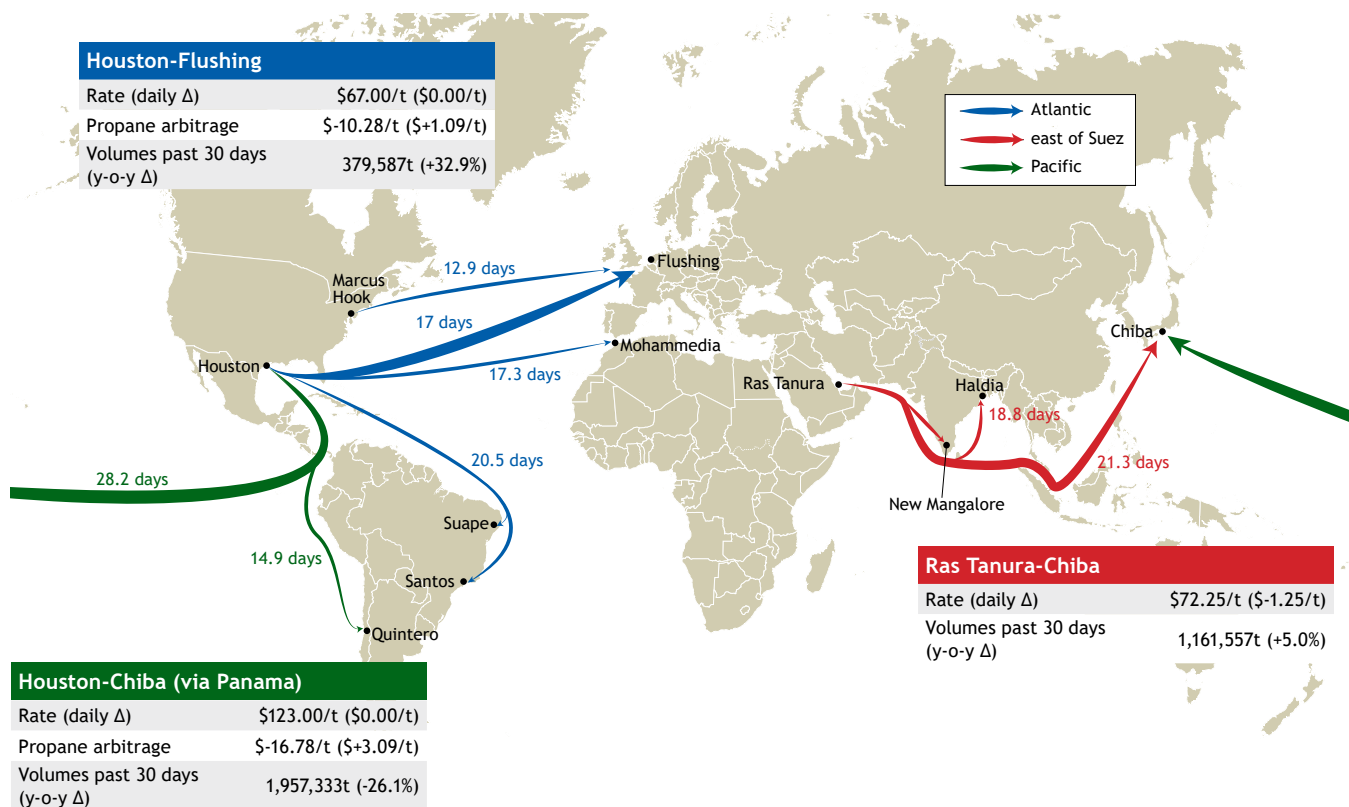 Houston-Flushing
Rate (daily Δ) $67.00/t ($0.00/t)
Propane arbitrage $-10.28/t ($+1.09/t)
Volumes past 30 days
(y-o-y Δ) 379,587t (+32.9%)
Atlantic
east of Suez
Pacific
Marcus
Hook
12.9 days
Flushing
17 days
Houston
17.3 days
Mohammedia
Chiba
Ras Tanura
Haldia
18.8 days
21.3 days
New Mangalore
28.2 days
20.5 days
Suape
14.9 days
Santos
Quintero
Ras Tanura-Chiba
Rate (daily Δ) $72.25/t ($-1.25/t)
Volumes past 30 days
(y-o-y Δ) 1,161,557t (+5.0%)
Houston-Chiba (via Panama)
Rate (daily Δ) $123.00/t ($0.00/t)
Propane arbitrage $-16.78/t ($+3.09/t)
Volumes past 30 days
(y-o-y Δ) 1,957,333t (-26.1%)